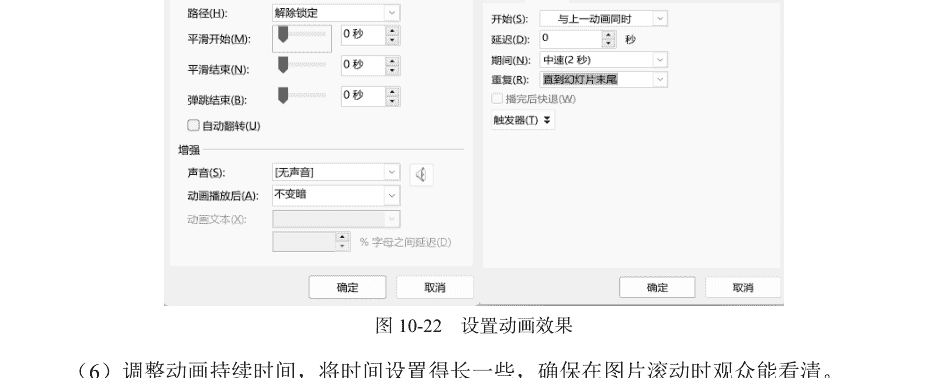 路径(H): 解除锁定
平滑开始(M): 0 秒
平滑结束(N): 0 秒
弹跳结束(B): 0 秒
自动翻转(U)
增强
声音(S): [无声音]
动画播放后(A): 不变暗
动画文本(X):
% 字母之间延迟(D)
确定 取消
开始(S): 与上一动画同时
延迟(D): 0 秒
期间(N): 中速(2 秒)
重复(R): 直到幻灯片末尾
播完后快退(W)
触发器(T)
确定 取消
图 10-22 设置动画效果
（6）调整动画持续时间，将时间设置得长一些，确保在图片滚动时观众能看清。